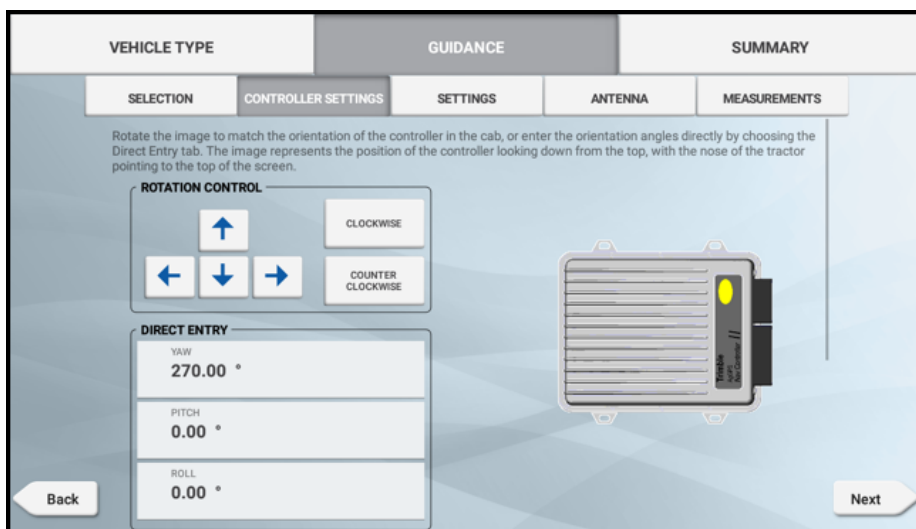 VEHICLE TYPE
GUIDANCE
SUMMARY
SELECTION
CONTROLLER SETTINGS
SETTINGS
ANTENNA
MEASUREMENTS
Rotate the image to match the orientation of the controller in the cab, or enter the orientation angles directly by choosing the
Direct Entry tab. The image represents the position of the controller looking down from the top, with the nose of the tractor
pointing to the top of the screen.
ROTATION CONTROL
CLOCKWISE
COUNTER
CLOCKWISE
DIRECT ENTRY
YAW
270.00 °
PITCH
0.00 °
ROLL
0.00 °
Trimble
AgGPS
Nav Controller II
Back
Next